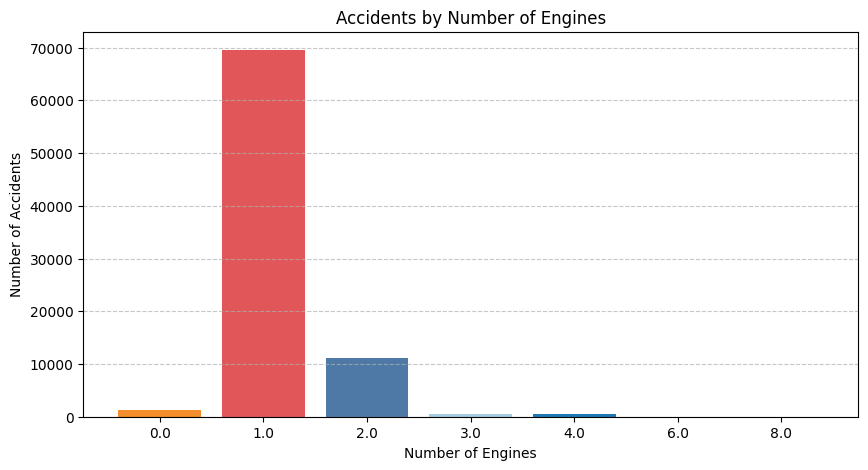 Accidents by Number of Engines
Number of Accidents
70000
60000
50000
40000
30000
20000
10000
0
0.0 1.0 2.0 3.0 4.0 6.0 8.0
Number of Engines